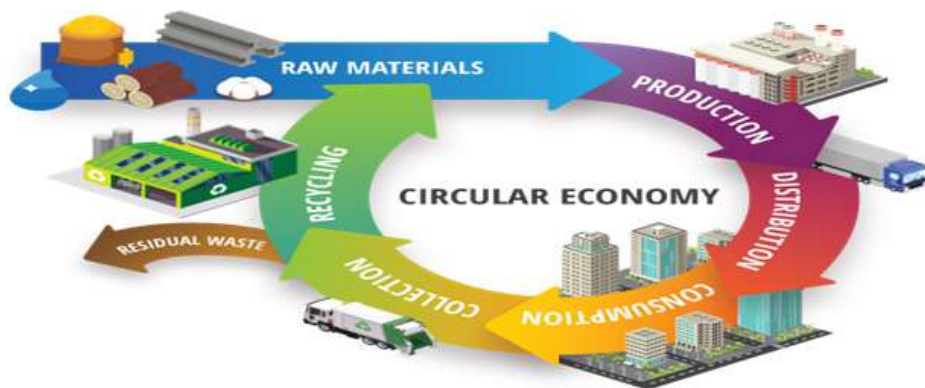 RAW MATERIALS
PRODUCTION
DISTRIBUTION
CONSUMPTION
COLLECTION
RECYCLING
RESIDUAL WASTE
CIRCULAR ECONOMY